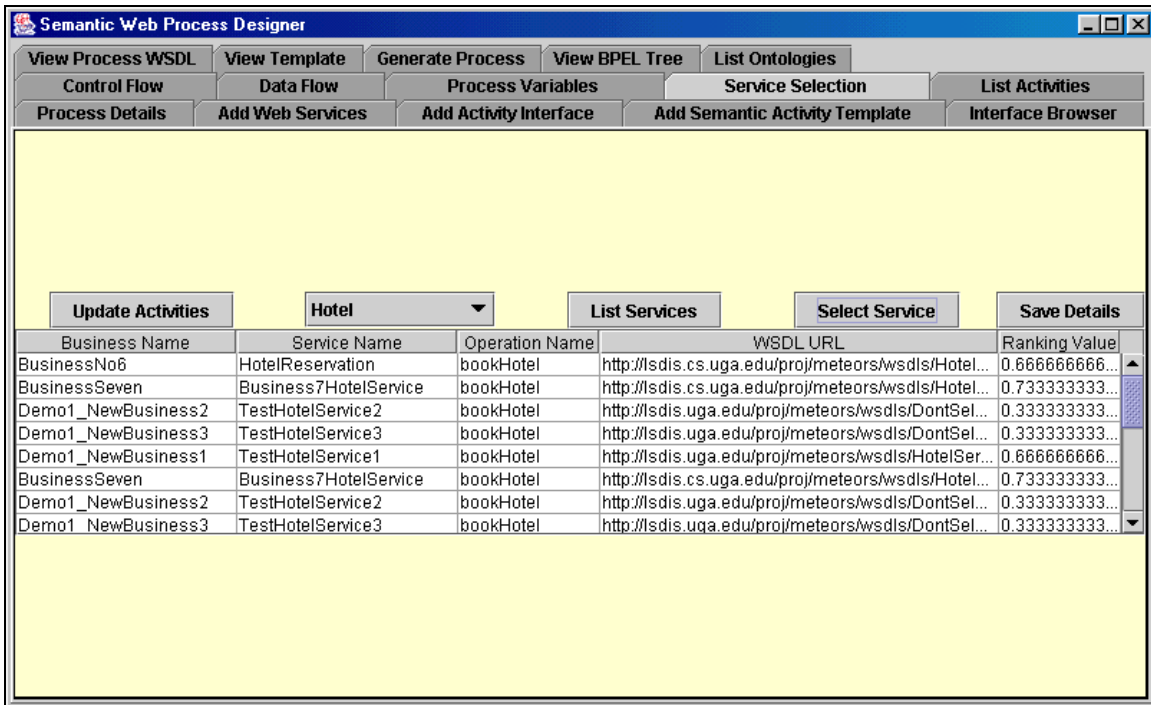 Semantic Web Process Designer
View Process WSDL View Template Generate Process View BPEL Tree List Ontologies
Control Flow Data Flow Process Variables Service Selection List Activities
Process Details Add Web Services Add Activity Interface Add Semantic Activity Template Interface Browser
Update Activities Hotel List Services Select Service Save Details
Business Name Service Name Operation Name WSDL URL Ranking Value
BusinessNo6 HotelReservation bookHotel http://lsdis.cs.uga.edu/proj/meteors/wsdls/Hotel... 0.666666666...
BusinessSeven Business7HotelService bookHotel http://lsdis.cs.uga.edu/proj/meteors/wsdls/Hotel... 0.733333333...
Demo1_NewBusiness2 TestHotelService2 bookHotel http://lsdis.uga.edu/proj/meteors/wsdls/DontSel... 0.333333333...
Demo1_NewBusiness3 TestHotelService3 bookHotel http://lsdis.uga.edu/proj/meteors/wsdls/DontSel... 0.333333333...
Demo1_NewBusiness1 TestHotelService1 bookHotel http://lsdis.uga.edu/proj/meteors/wsdls/HotelSer... 0.666666666...
BusinessSeven Business7HotelService bookHotel http://lsdis.cs.uga.edu/proj/meteors/wsdls/Hotel... 0.733333333...
Demo1_NewBusiness2 TestHotelService2 bookHotel http://lsdis.uga.edu/proj/meteors/wsdls/DontSel... 0.333333333...
Demo1_NewBusiness3 TestHotelService3 bookHotel http://lsdis.uga.edu/proj/meteors/wsdls/DontSel... 0.333333333...